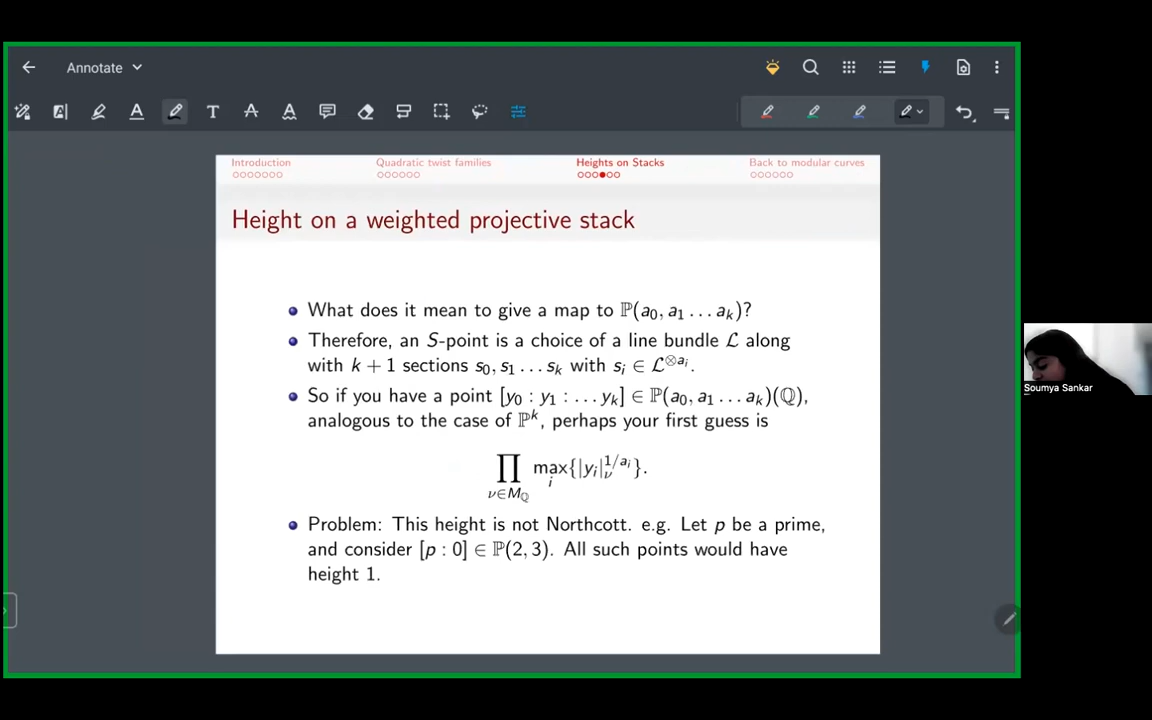 Annotate
Introduction
Quadratic twist families
Heights on Stacks
Back to modular curves
Height on a weighted projective stack
What does it mean to give a map to ℙ(a₀, a₁ … aₖ)?
Therefore, an S-point is a choice of a line bundle ℒ along
with k + 1 sections s₀, s₁ … sₖ with sᵢ ∈ ℒ^{⊗aᵢ}.
So if you have a point [y₀ : y₁ : … yₖ] ∈ ℙ(a₀, a₁ … aₖ)(ℚ),
analogous to the case of ℙᵏ, perhaps your first guess is
∏_{ν∈M_ℚ} max_i{|yᵢ|_ν^{1/aᵢ}}.
Problem: This height is not Northcott. e.g. Let p be a prime,
and consider [p : 0] ∈ ℙ(2, 3). All such points would have
height 1.
Soumya Sankar